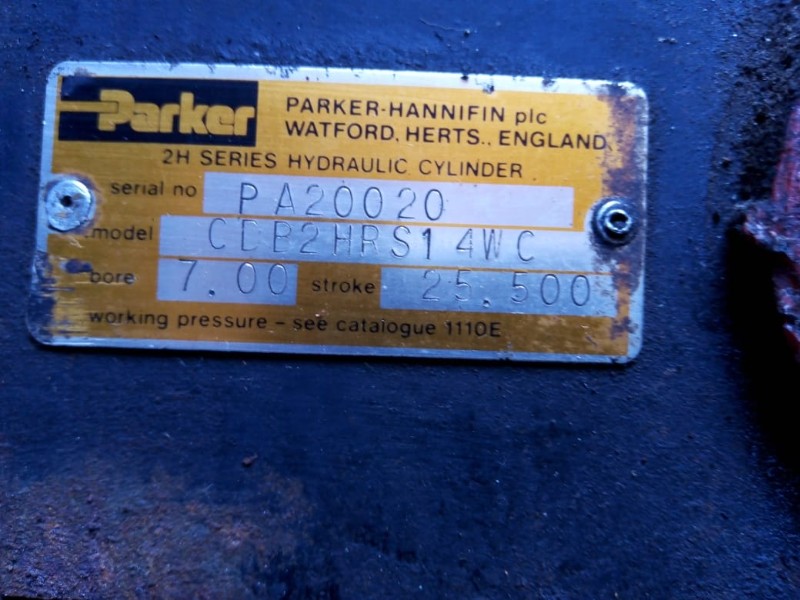 Parker
PARKER-HANNIFIN plc
WATFORD, HERTS., ENGLAND
2H SERIES HYDRAULIC CYLINDER
serial no PA20020
model CDB2HRS14WC
bore 7.00 stroke 25.500
working pressure – see catalogue 1110E